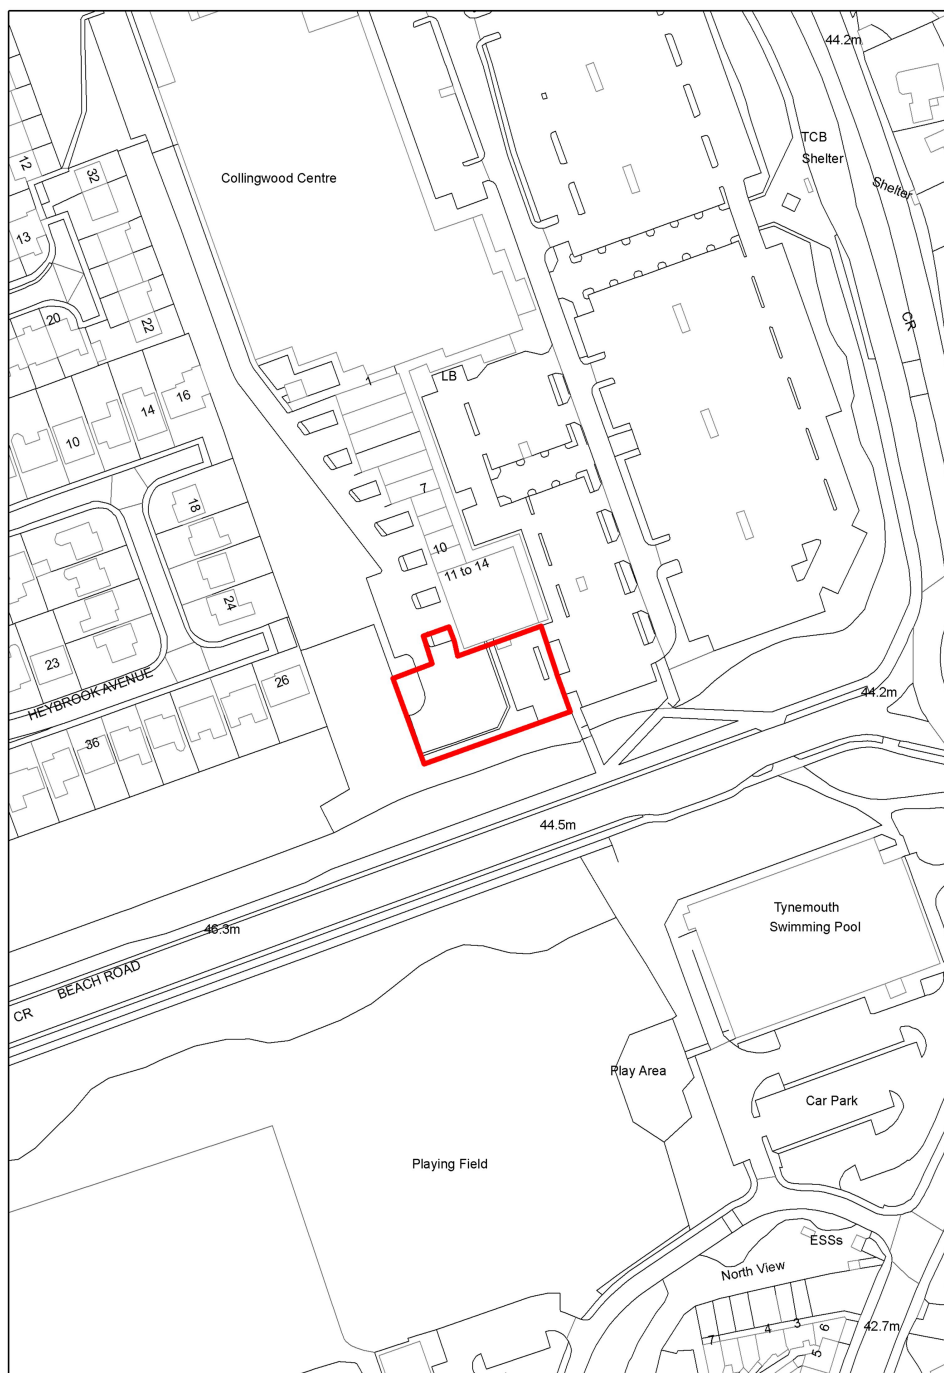 44.2m
TCB
Shelter
Shelter
Collingwood Centre
12
32
13
20
22
CR
1
LB
14
16
10
7
18
10
11 to 14
24
23
HEYBROOK AVENUE
26
44.2m
36
44.5m
46.3m
BEACH ROAD
CR
Tynemouth
Swimming Pool
Play Area
Car Park
Playing Field
ESSs
North View
7
4
3
6
5
42.7m